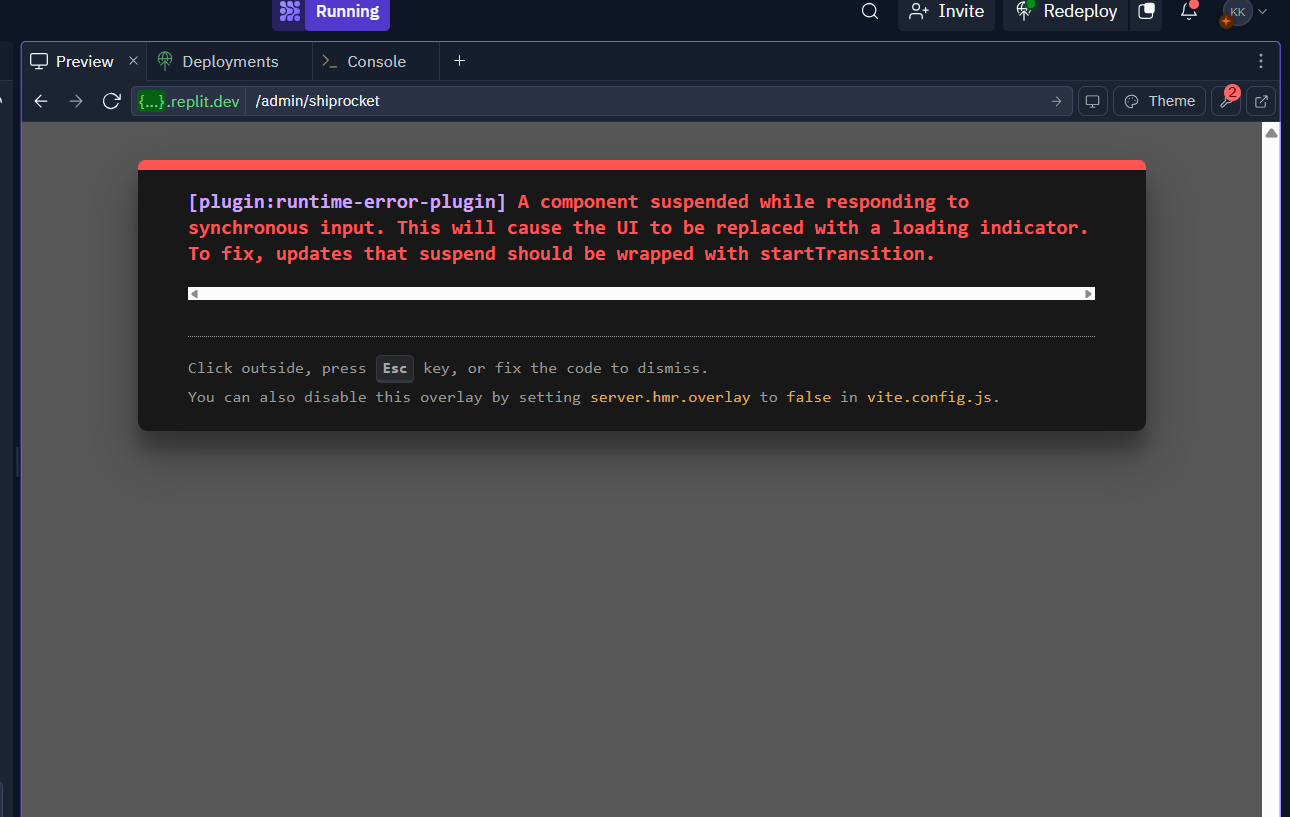 Running
Invite
Redeploy
KK
Preview
Deployments
Console
{...}.replit.dev
/admin/shiprocket
Theme
2
[plugin:runtime-error-plugin] A component suspended while responding to
synchronous input. This will cause the UI to be replaced with a loading indicator.
To fix, updates that suspend should be wrapped with startTransition.
Click outside, press Esc key, or fix the code to dismiss.
You can also disable this overlay by setting server.hmr.overlay to false in vite.config.js.